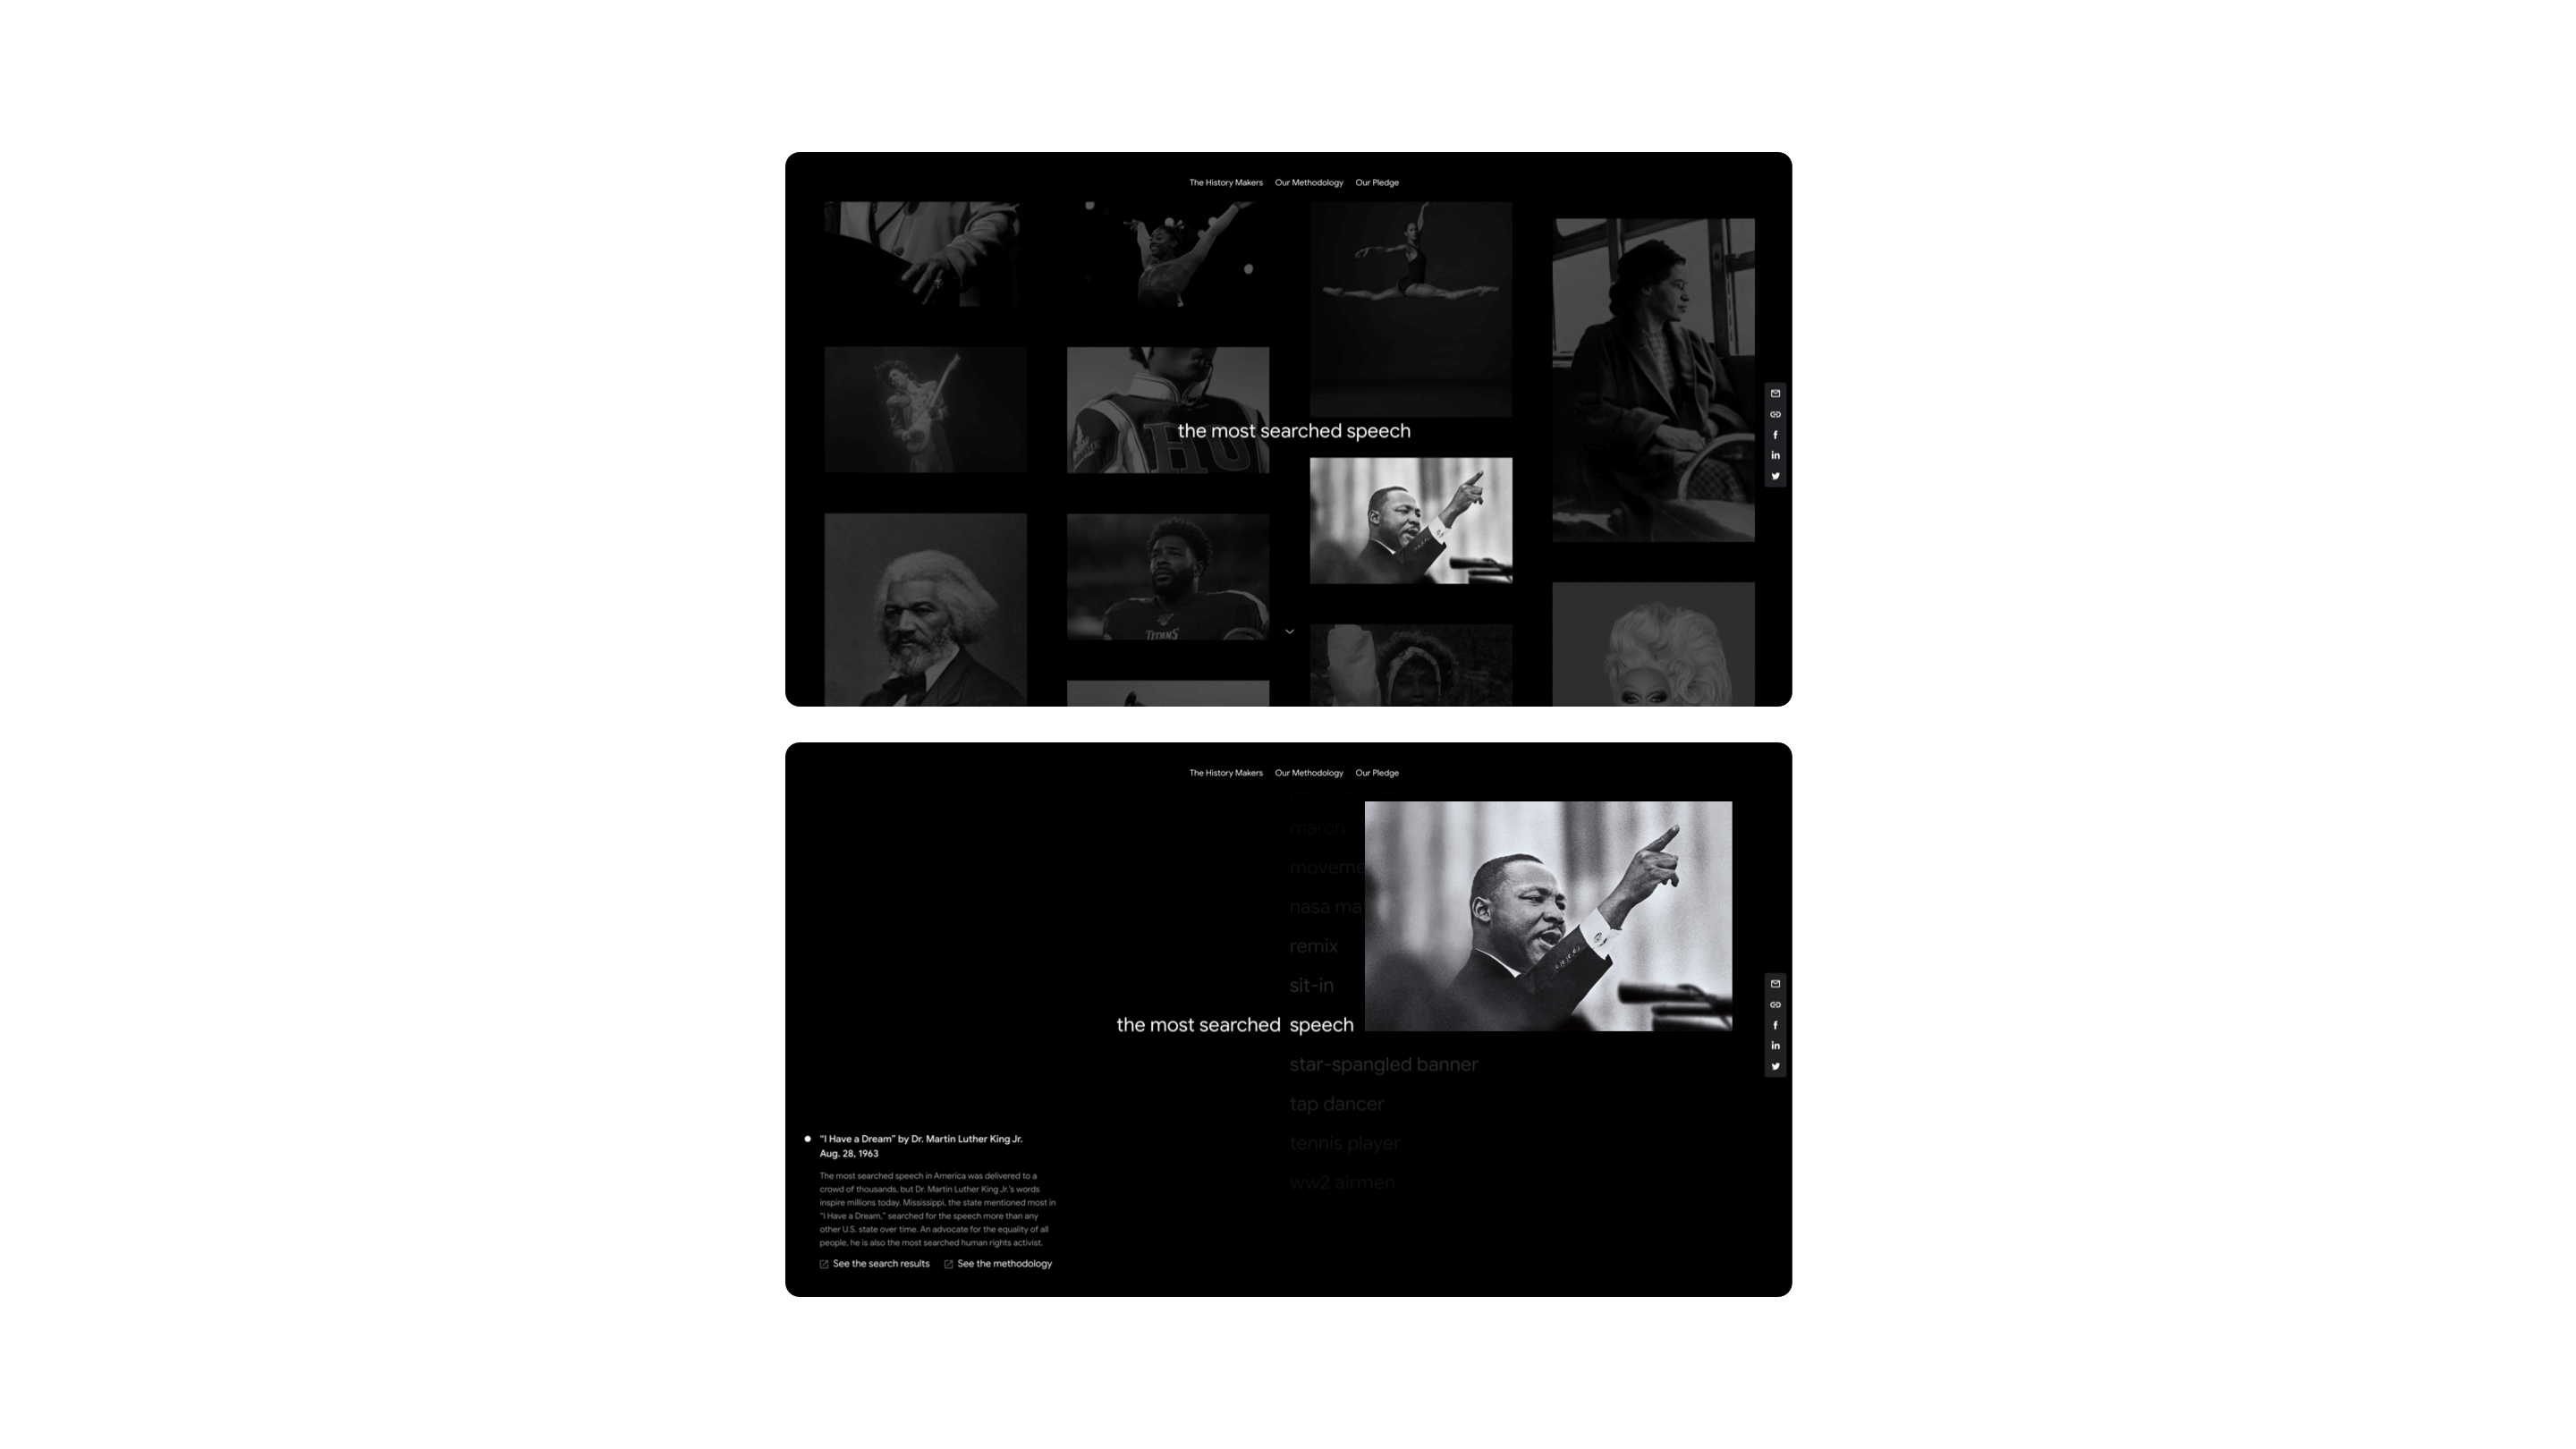 The History Makers Our Methodology Our Pledge
HU
the most searched speech
TITANS
The History Makers Our Methodology Our Pledge
march
moveme
nasa ma
remix
sit-in
the most searched speech
star-spangled banner
tap dancer
tennis player
ww2 airmen
“I Have a Dream” by Dr. Martin Luther King Jr.
Aug. 28, 1963
The most searched speech in America was delivered to a
crowd of thousands, but Dr. Martin Luther King Jr.’s words
inspire millions today. Mississippi, the state mentioned most in
“I Have a Dream,” searched for the speech more than any
other U.S. state over time. An advocate for the equality of all
people, he is also the most searched human rights activist.
See the search results See the methodology